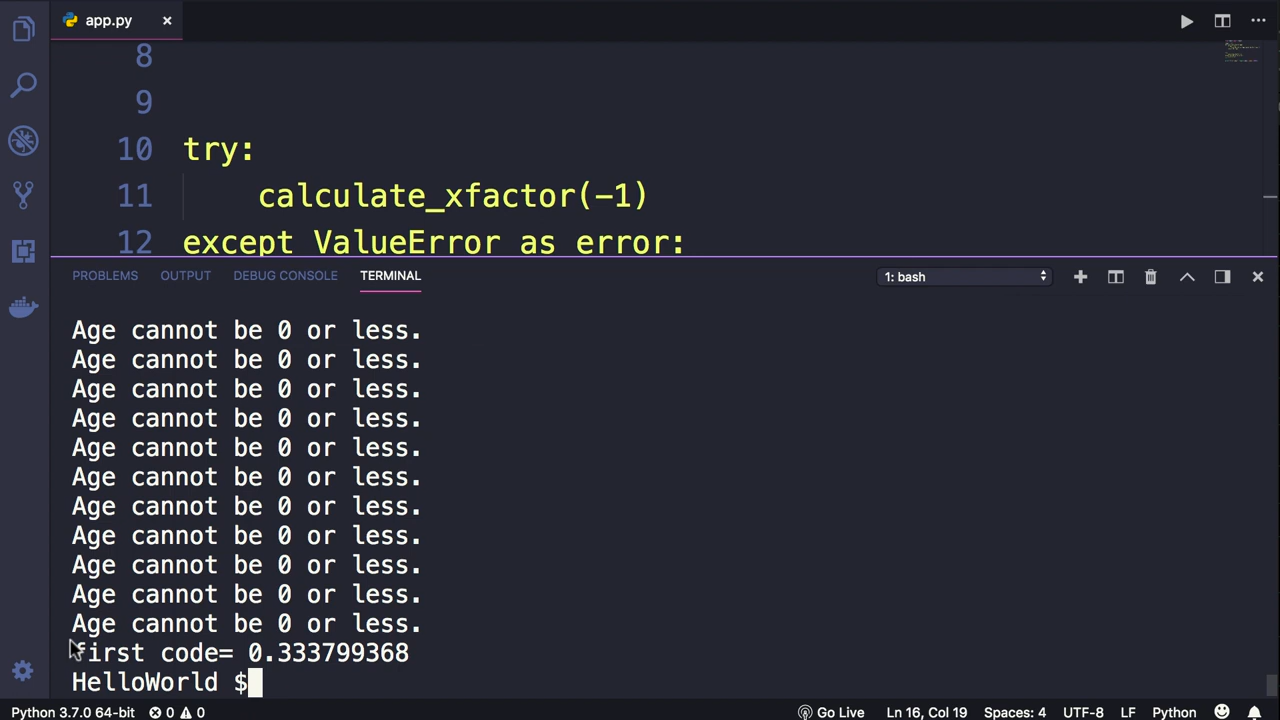 app.py
8
9
10 try:
11 calculate_xfactor(-1)
12 except ValueError as error:
PROBLEMS OUTPUT DEBUG CONSOLE TERMINAL 1: bash
Age cannot be 0 or less.
Age cannot be 0 or less.
Age cannot be 0 or less.
Age cannot be 0 or less.
Age cannot be 0 or less.
Age cannot be 0 or less.
Age cannot be 0 or less.
Age cannot be 0 or less.
Age cannot be 0 or less.
Age cannot be 0 or less.
Age cannot be 0 or less.
first code= 0.333799368
HelloWorld $
Python 3.7.0 64-bit 0 0 Go Live Ln 16, Col 19 Spaces: 4 UTF-8 LF Python